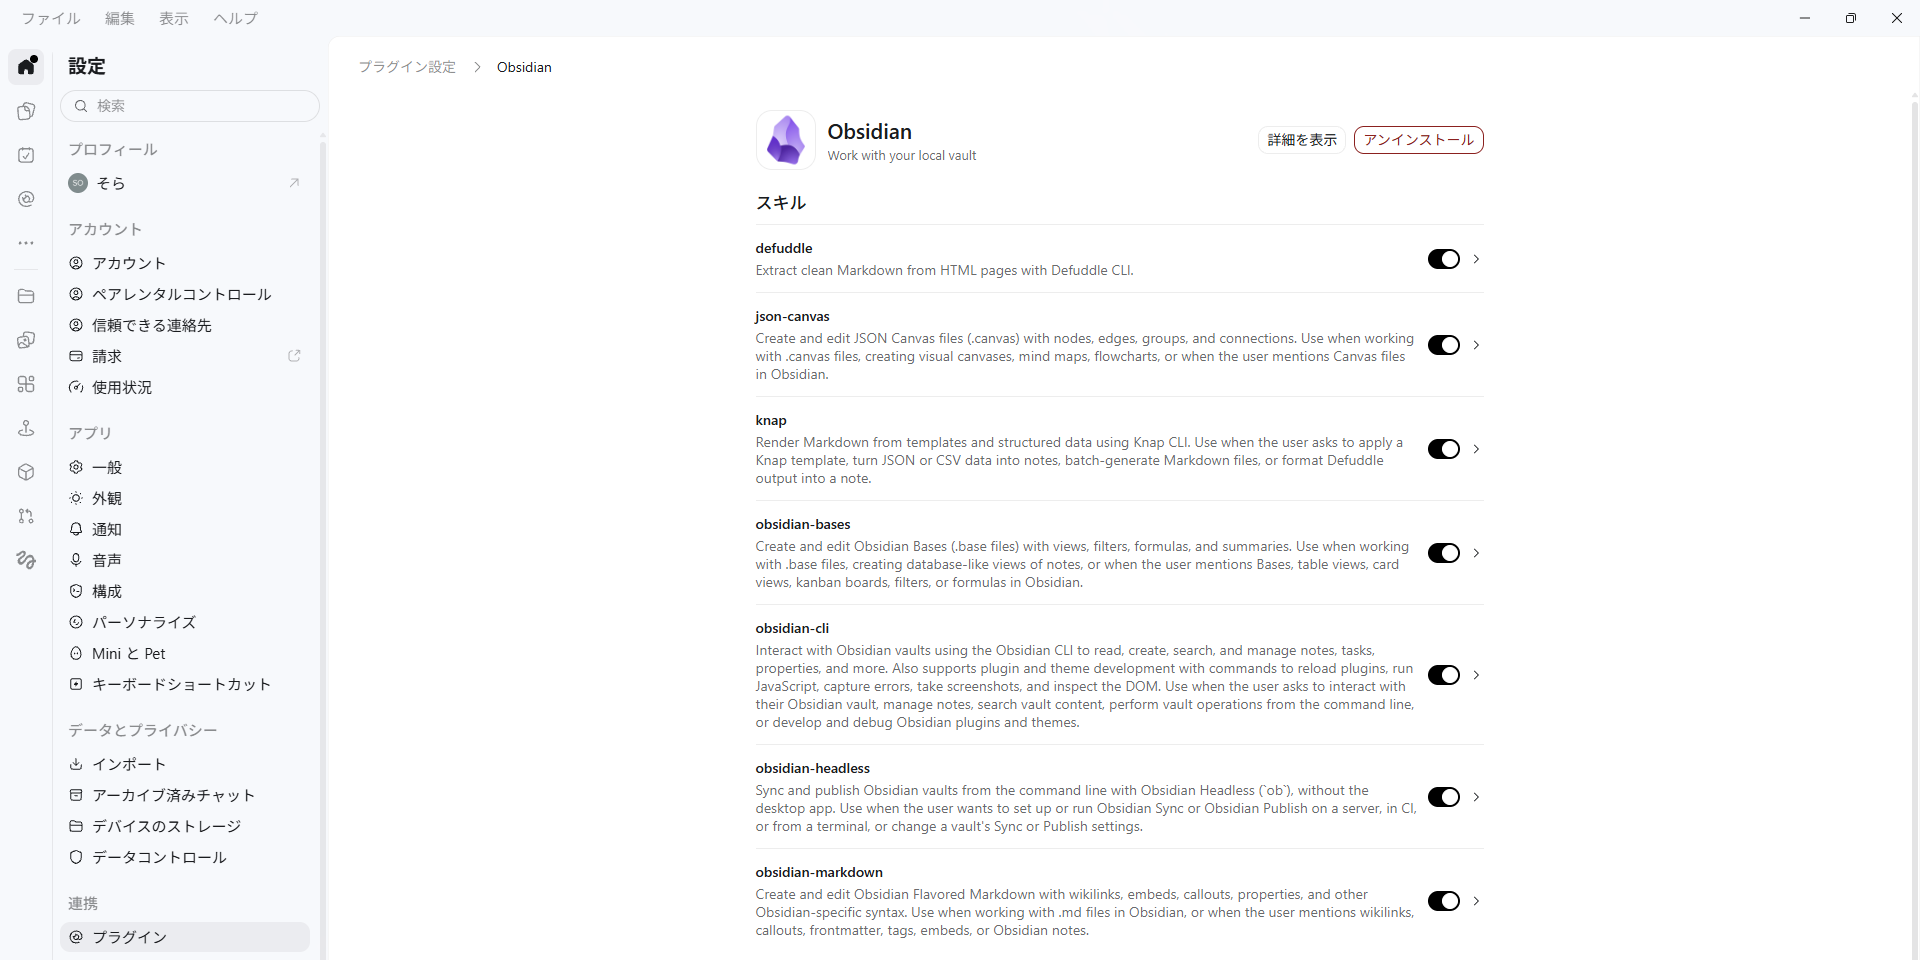 ファイル 編集 表示 ヘルプ
設定
検索
プロフィール
SO そら
アカウント
アカウント
ペアレンタルコントロール
信頼できる連絡先
請求
使用状況
アプリ
一般
外観
通知
音声
構成
パーソナライズ
Mini と Pet
キーボードショートカット
データとプライバシー
インポート
アーカイブ済みチャット
デバイスのストレージ
データコントロール
連携
プラグイン
プラグイン設定 > Obsidian
Obsidian
Work with your local vault
詳細を表示 アンインストール
スキル
defuddle
Extract clean Markdown from HTML pages with Defuddle CLI.
json-canvas
Create and edit JSON Canvas files (.canvas) with nodes, edges, groups, and connections. Use when working
with .canvas files, creating visual canvases, mind maps, flowcharts, or when the user mentions Canvas files
in Obsidian.
knap
Render Markdown from templates and structured data using Knap CLI. Use when the user asks to apply a
Knap template, turn JSON or CSV data into notes, batch-generate Markdown files, or format Defuddle
output into a note.
obsidian-bases
Create and edit Obsidian Bases (.base files) with views, filters, formulas, and summaries. Use when working
with .base files, creating database-like views of notes, or when the user mentions Bases, table views, card
views, kanban boards, filters, or formulas in Obsidian.
obsidian-cli
Interact with Obsidian vaults using the Obsidian CLI to read, create, search, and manage notes, tasks,
properties, and more. Also supports plugin and theme development with commands to reload plugins, run
JavaScript, capture errors, take screenshots, and inspect the DOM. Use when the user asks to interact with
their Obsidian vault, manage notes, search vault content, perform vault operations from the command line,
or develop and debug Obsidian plugins and themes.
obsidian-headless
Sync and publish Obsidian vaults from the command line with Obsidian Headless (`ob`), without the
desktop app. Use when the user wants to set up or run Obsidian Sync or Obsidian Publish on a server, in CI,
or from a terminal, or change a vault's Sync or Publish settings.
obsidian-markdown
Create and edit Obsidian Flavored Markdown with wikilinks, embeds, callouts, properties, and other
Obsidian-specific syntax. Use when working with .md files in Obsidian, or when the user mentions wikilinks,
callouts, frontmatter, tags, embeds, or Obsidian notes.